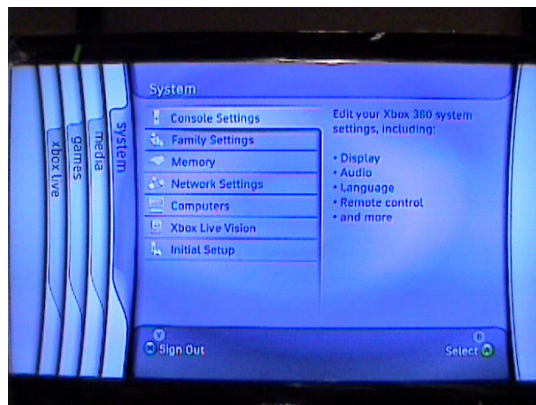 System
xbox live
games
media
system
Console Settings
Family Settings
Memory
Network Settings
Computers
Xbox Live Vision
Initial Setup
Edit your Xbox 360 system
settings, including:
• Display
• Audio
• Language
• Remote control
• and more
Y
Sign Out
Select